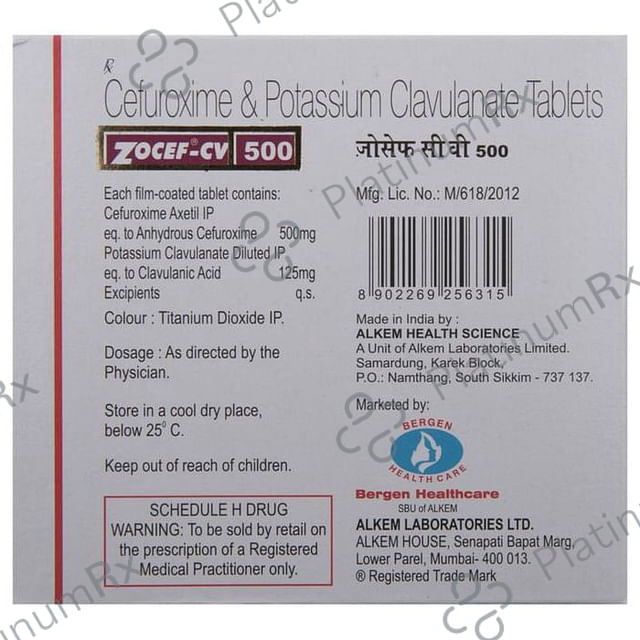 Rx
Cefuroxime & Potassium Clavulanate Tablets
ZOCEF®-CV 500
ज़ोसेफ सी वी 500
Each film-coated tablet contains:
Cefuroxime Axetil IP
eq. to Anhydrous Cefuroxime 500mg
Potassium Clavulanate Diluted IP
eq. to Clavulanic Acid 125mg
Excipients q.s.
Colour : Titanium Dioxide IP.
Dosage : As directed by the
Physician.
Store in a cool dry place,
below 25⁰ C.
Keep out of reach of children.
SCHEDULE H DRUG
WARNING: To be sold by retail on
the prescription of a Registered
Medical Practitioner only.
Mfg. Lic. No.: M/618/2012
8 902269 256315
Made in India by :
ALKEM HEALTH SCIENCE
A Unit of Alkem Laboratories Limited.
Samardung, Karek Block,
P.O.: Namthang, South Sikkim - 737 137.
Marketed by:
BERGEN
HEALTH CARE
Bergen Healthcare
SBU of ALKEM
ALKEM LABORATORIES LTD.
ALKEM HOUSE, Senapati Bapat Marg,
Lower Parel, Mumbai- 400 013.
® Registered Trade Mark
PlatinumRx
PlatinumRx
PlatinumRx
PlatinumRx